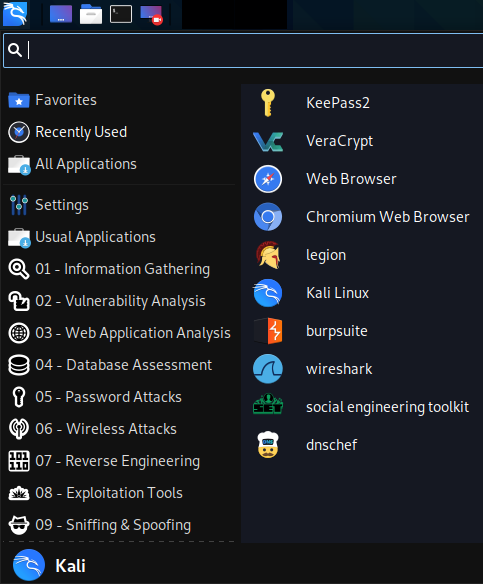 Favorites
Recently Used
All Applications
Settings
Usual Applications
01 - Information Gathering
02 - Vulnerability Analysis
03 - Web Application Analysis
04 - Database Assessment
05 - Password Attacks
06 - Wireless Attacks
07 - Reverse Engineering
08 - Exploitation Tools
09 - Sniffing & Spoofing
KeePass2
VeraCrypt
Web Browser
Chromium Web Browser
legion
Kali Linux
burpsuite
wireshark
social engineering toolkit
dnschef
Kali